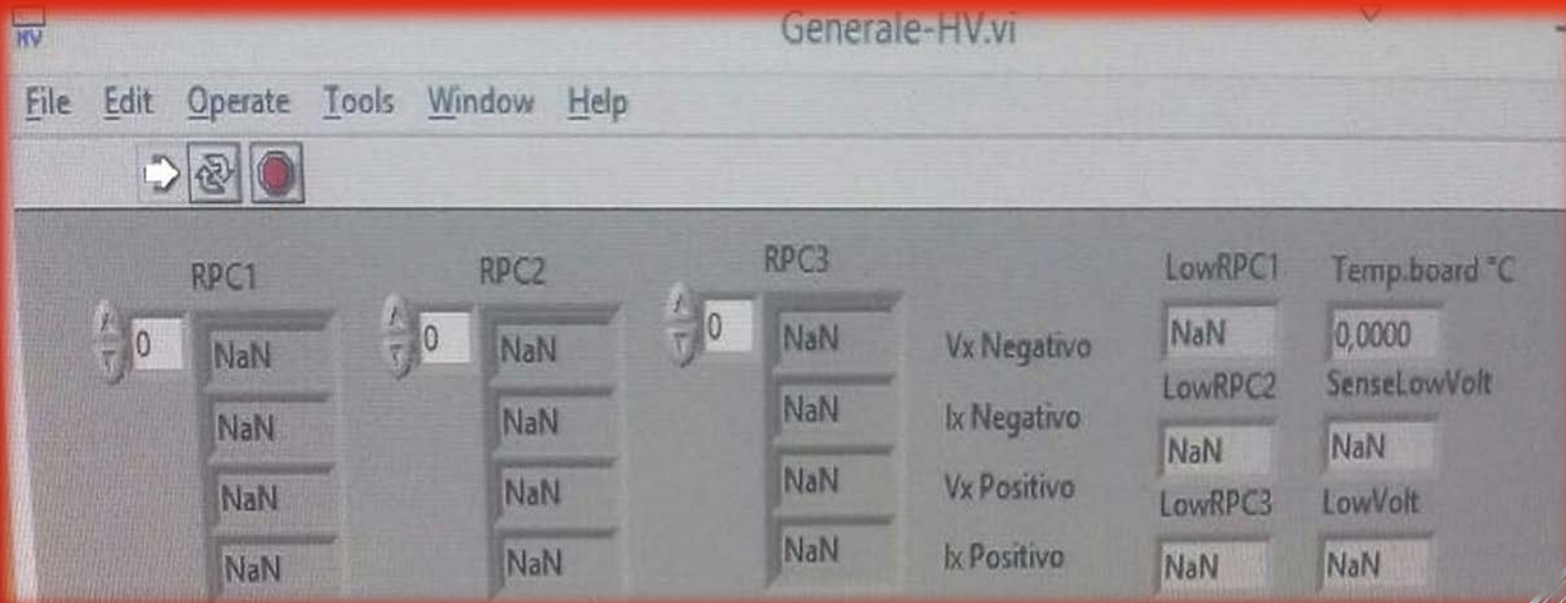 HV
Generale-HV.vi
File Edit Operate Tools Window Help
RPC1 RPC2 RPC3 LowRPC1 Temp.board °C
0 NaN 0 NaN 0 NaN Vx Negativo NaN 0,0000
LowRPC2 SenseLowVolt
NaN NaN NaN Ix Negativo NaN NaN
NaN NaN NaN Vx Positivo LowRPC3 LowVolt
NaN NaN NaN Ix Positivo NaN NaN